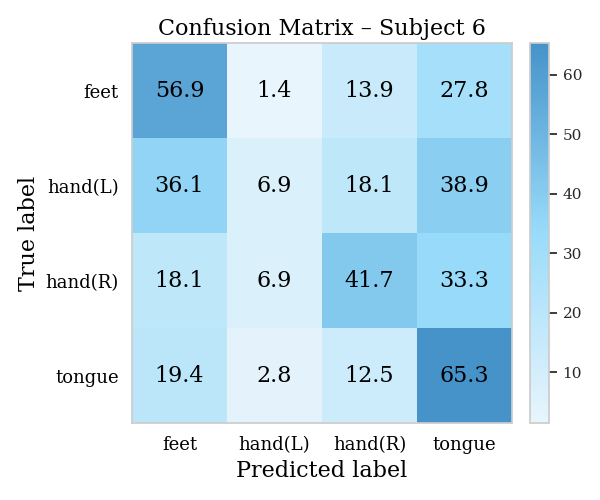 Confusion Matrix – Subject 6
feet 56.9 1.4 13.9 27.8
hand(L) 36.1 6.9 18.1 38.9
hand(R) 18.1 6.9 41.7 33.3
tongue 19.4 2.8 12.5 65.3
feet hand(L) hand(R) tongue
Predicted label
True label
60
50
40
30
20
10